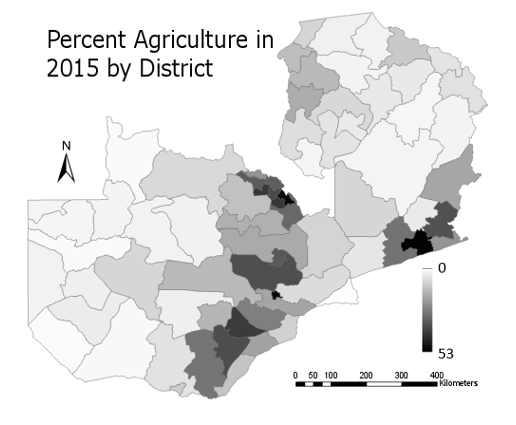 Percent Agriculture in
2015 by District
N
0
53
0 50 100 200 300 400
Kilometers